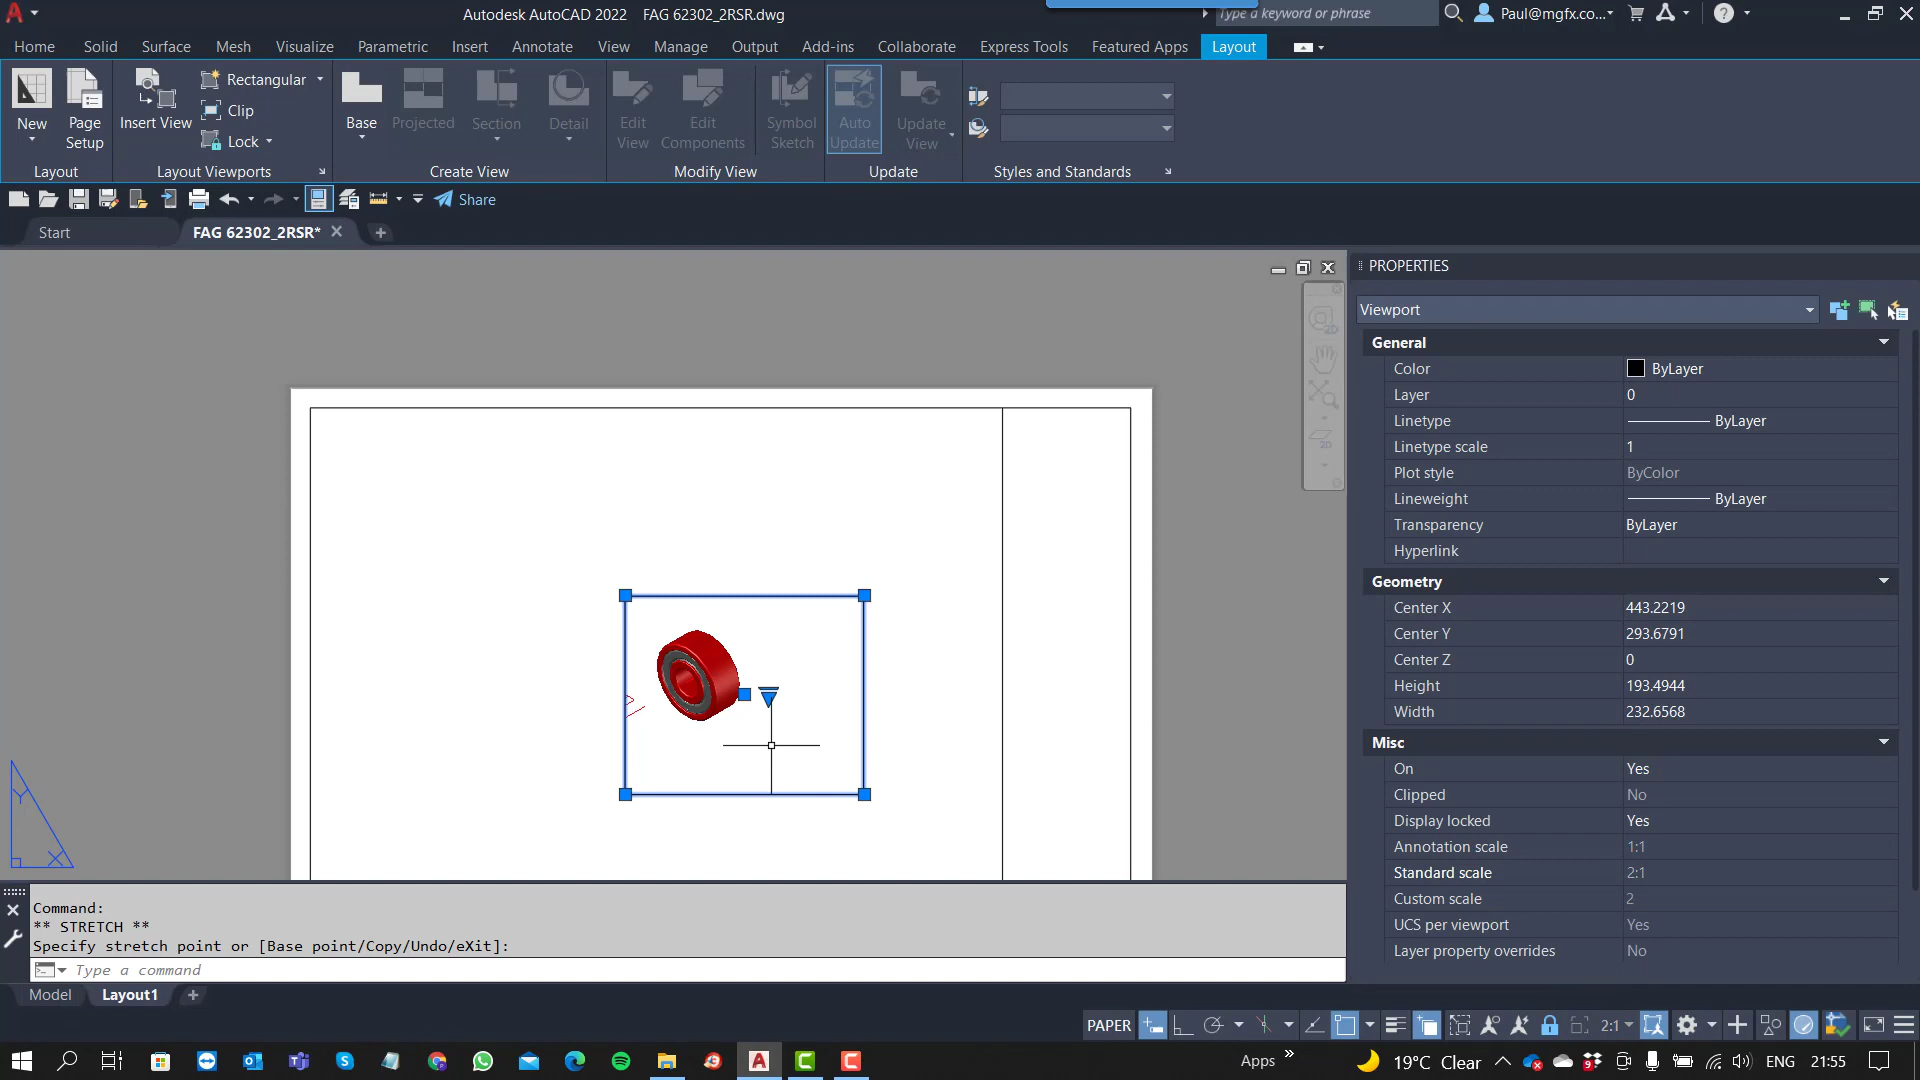 Autodesk AutoCAD 2022 FAG 62302_2RSR.dwg
Type a keyword or phrase
Paul@mgfx.co...
Home Solid Surface Mesh Visualize Parametric Insert Annotate View Manage Output Add-ins Collaborate Express Tools Featured Apps Layout
New
Page Setup
Insert View
Rectangular
Clip
Lock
Base
Projected
Section
Detail
Edit View
Edit Components
Symbol Sketch
Auto Update
Update View
Layout
Layout Viewports
Create View
Modify View
Update
Styles and Standards
Share
Start
FAG 62302_2RSR*
PROPERTIES
Viewport
General
Color ByLayer
Layer 0
Linetype ByLayer
Linetype scale 1
Plot style ByColor
Lineweight ByLayer
Transparency ByLayer
Hyperlink
Geometry
Center X 443.2219
Center Y 293.6791
Center Z 0
Height 193.4944
Width 232.6568
Misc
On Yes
Clipped No
Display locked Yes
Annotation scale 1:1
Standard scale 2:1
Custom scale 2
UCS per viewport Yes
Layer property overrides No
2D
2D
Y
X
Command:
** STRETCH **
Specify stretch point or [Base point/Copy/Undo/eXit]:
Type a command
Model Layout1
PAPER
2:1
Apps
19°C Clear
9
ENG 21:55